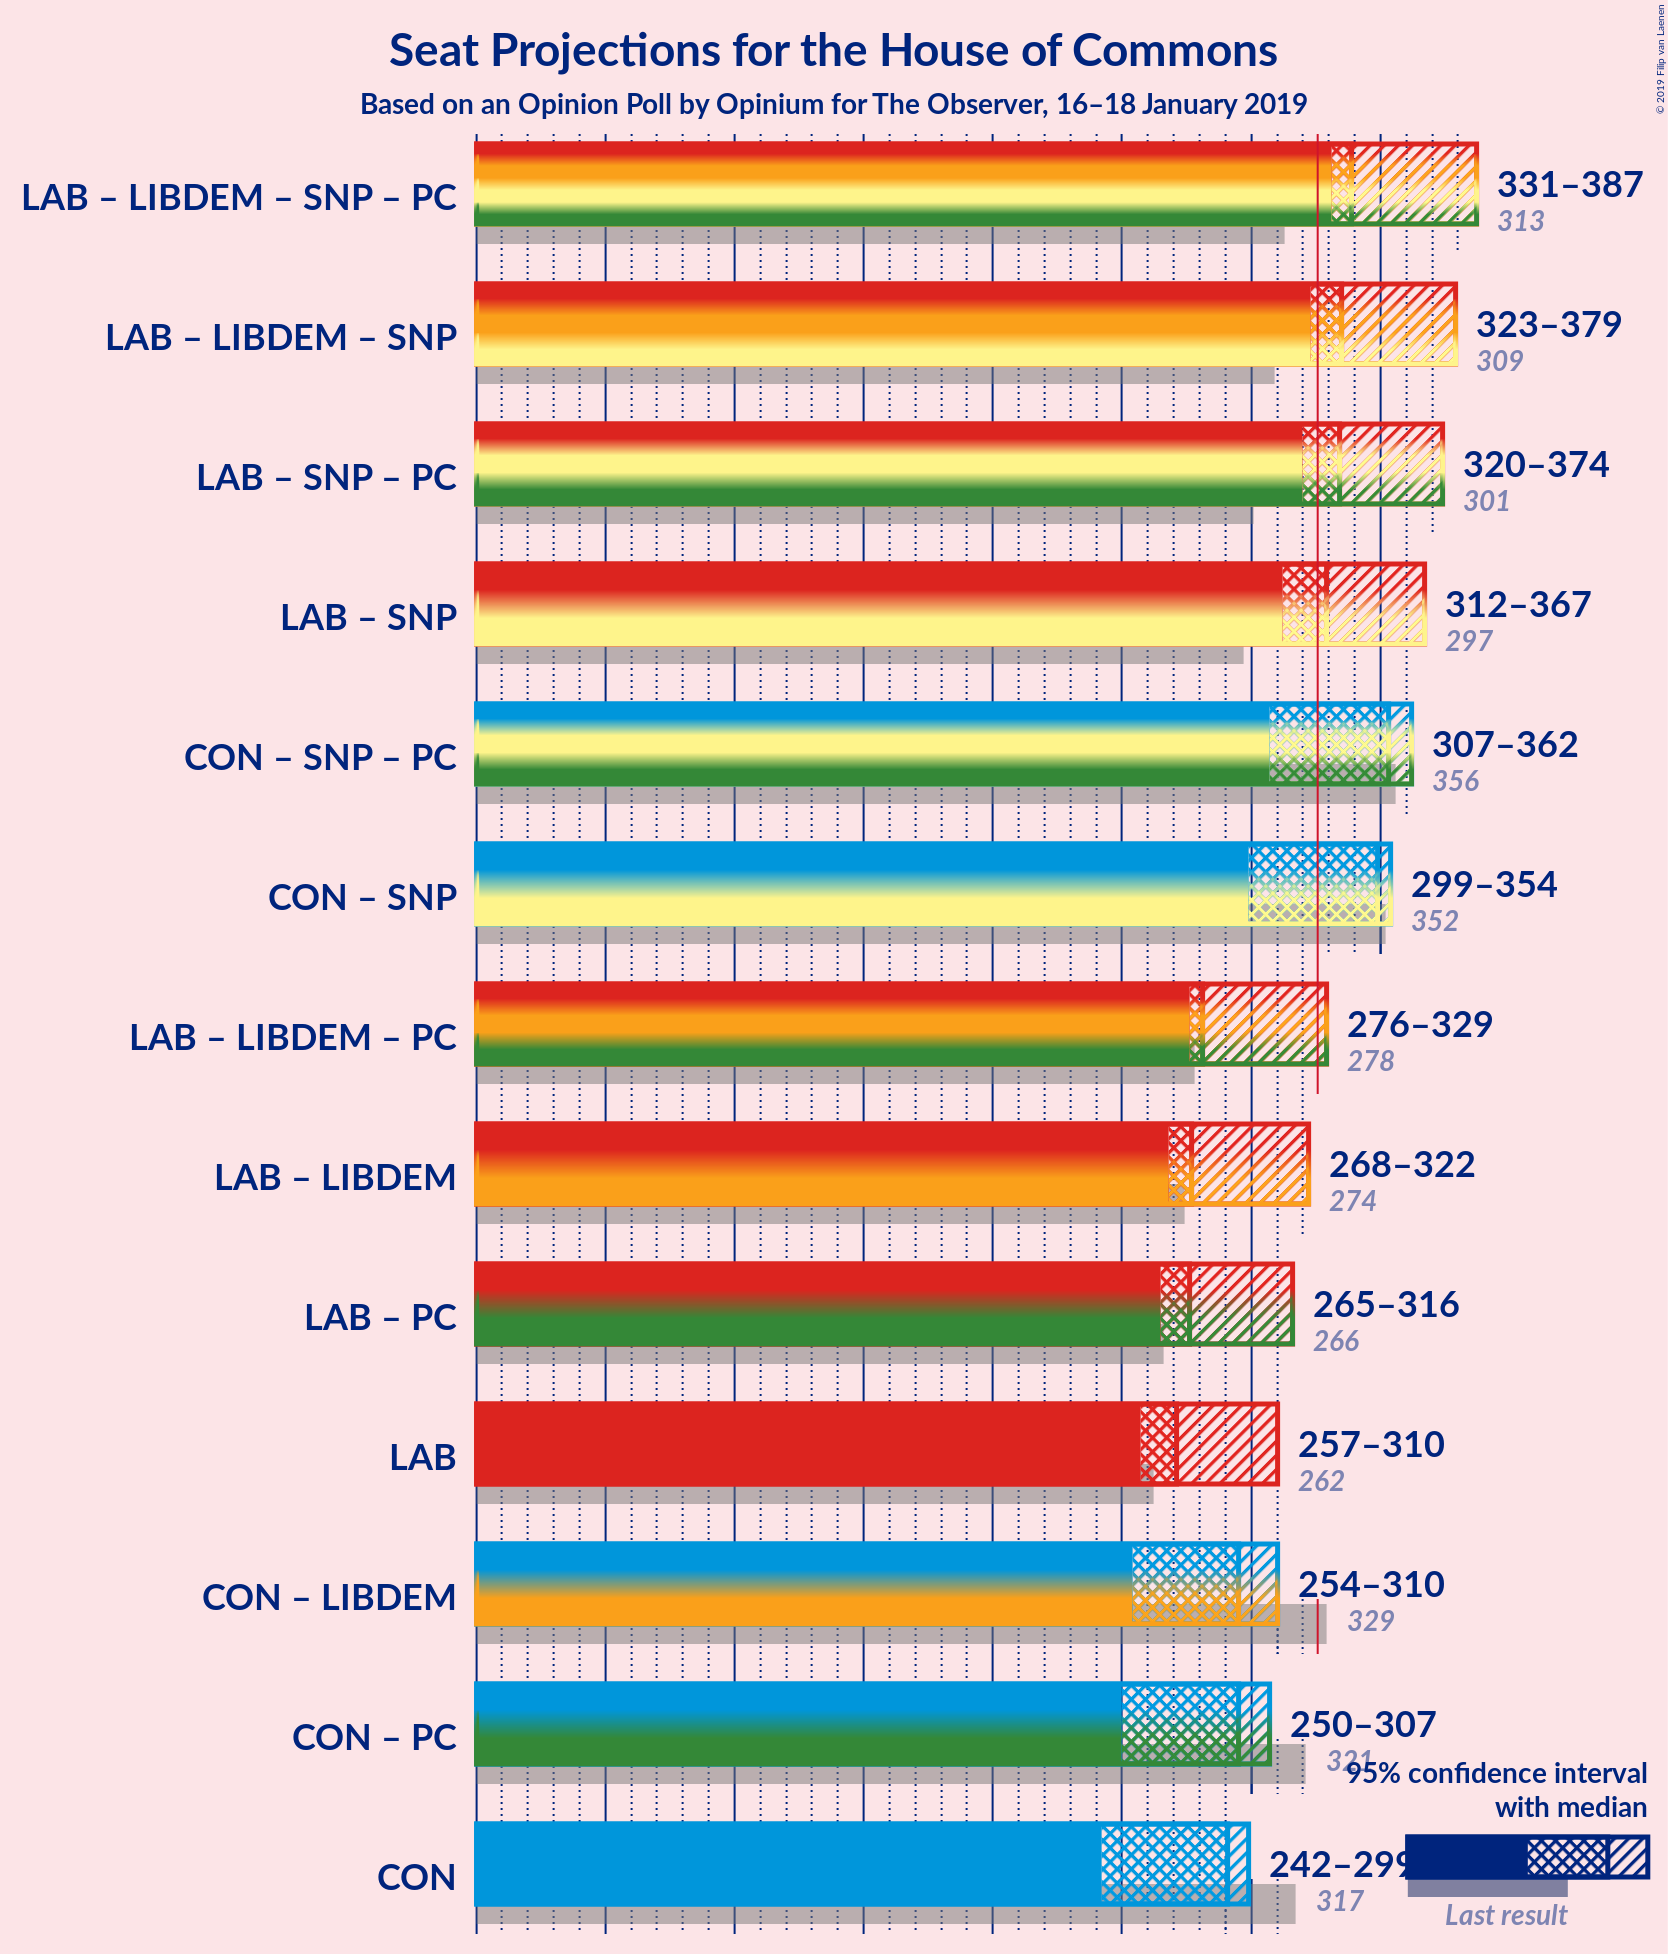 Seat Projections for the House of Commons
Based on an Opinion Poll by Opinium for The Observer, 16–18 January 2019
© 2019 Filip van Laenen
LAB – LIBDEM – SNP – PC
331–387
313
LAB – LIBDEM – SNP
323–379
309
LAB – SNP – PC
320–374
301
LAB – SNP
312–367
297
CON – SNP – PC
307–362
356
CON – SNP
299–354
352
LAB – LIBDEM – PC
276–329
278
LAB – LIBDEM
268–322
274
LAB – PC
265–316
266
LAB
257–310
262
CON – LIBDEM
254–310
329
CON – PC
250–307
321
95% confidence interval
with median
CON
242–299
317
Last result